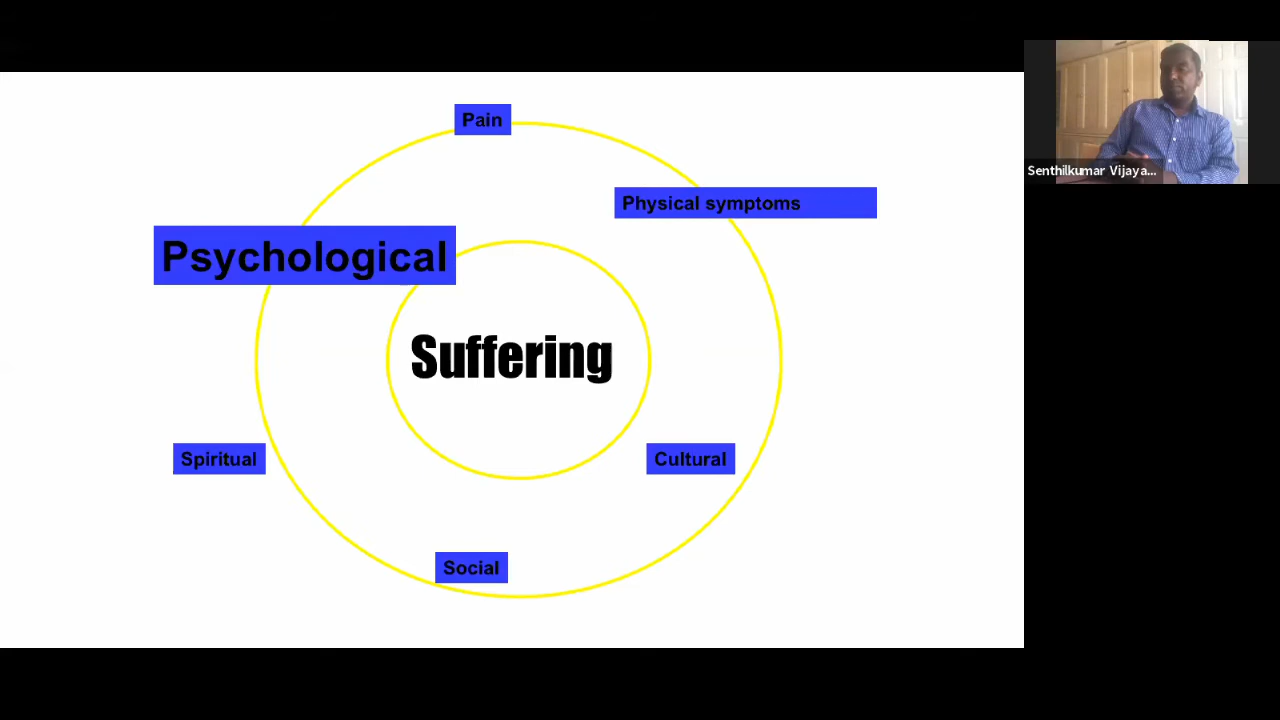 Pain
Physical symptoms
Psychological
Suffering
Spiritual
Cultural
Social
Senthilkumar Vijaya...